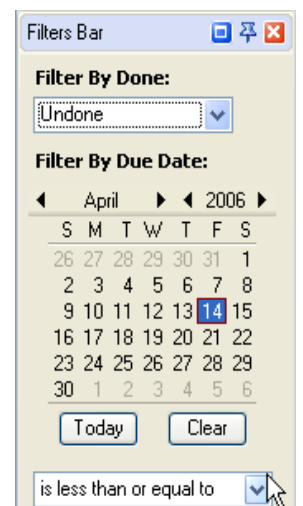 Filters Bar
Filter By Done:
Undone
Filter By Due Date:
April 2006
S M T W T F S
26 27 28 29 30 31 1
2 3 4 5 6 7 8
9 10 11 12 13 14 15
16 17 18 19 20 21 22
23 24 25 26 27 28 29
30 1 2 3 4 5 6
Today Clear
is less than or equal to